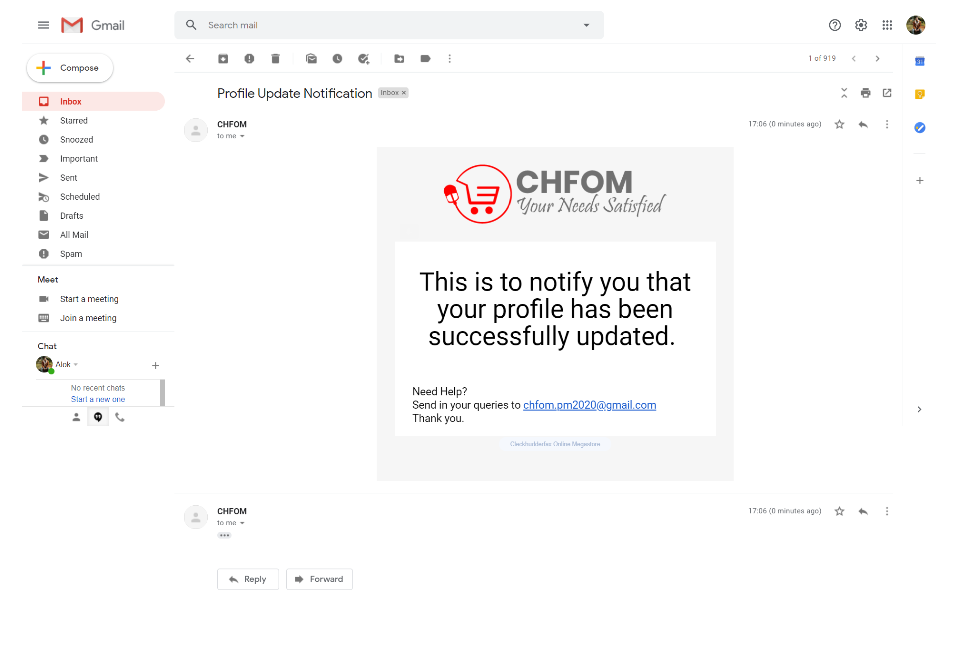 Gmail
Search mail
Compose
1 of 919
Inbox
Starred
Snoozed
Important
Sent
Scheduled
Drafts
All Mail
Spam
Meet
Start a meeting
Join a meeting
Chat
Alok
No recent chats
Start a new one
Profile Update Notification Inbox ×
CHFOM 17:06 (0 minutes ago)
to me
CHFOM
Your Needs Satisfied
This is to notify you that
your profile has been
successfully updated.
Need Help?
Send in your queries to chfom.pm2020@gmail.com
Thank you.
Online Megastore
CHFOM 17:06 (0 minutes ago)
to me
Reply Forward